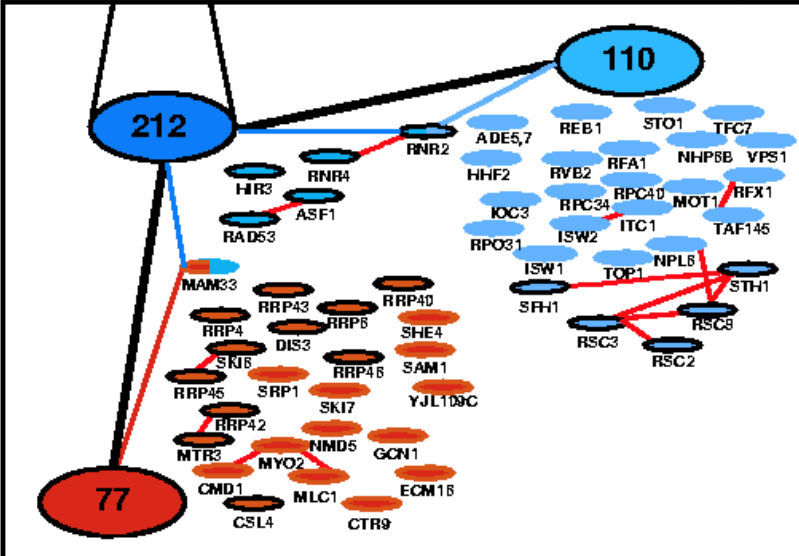 110
212
RNR2
ADE5,7
REB1
STO1
TFC7
RNR4
HHF2
RVB2
RFA1
NHP6B
VPS1
HIR3
ASF1
RAD53
IOC3
RPC34
RPC40
MOT1
RFX1
RPO31
ISW2
ITC1
TAF145
ISW1
TOP1
NPL6
STH1
MAM33
SFH1
RSC3
RSC9
RSC2
RRP43
RRP40
RRP4
DIS3
RRP6
SHE4
SKI6
RRP46
SAM1
RRP45
SRP1
SKI7
YJL109C
RRP42
MTR3
MYO2
NMD5
GCN1
CMD1
MLC1
ECM16
CSL4
CTR9
77